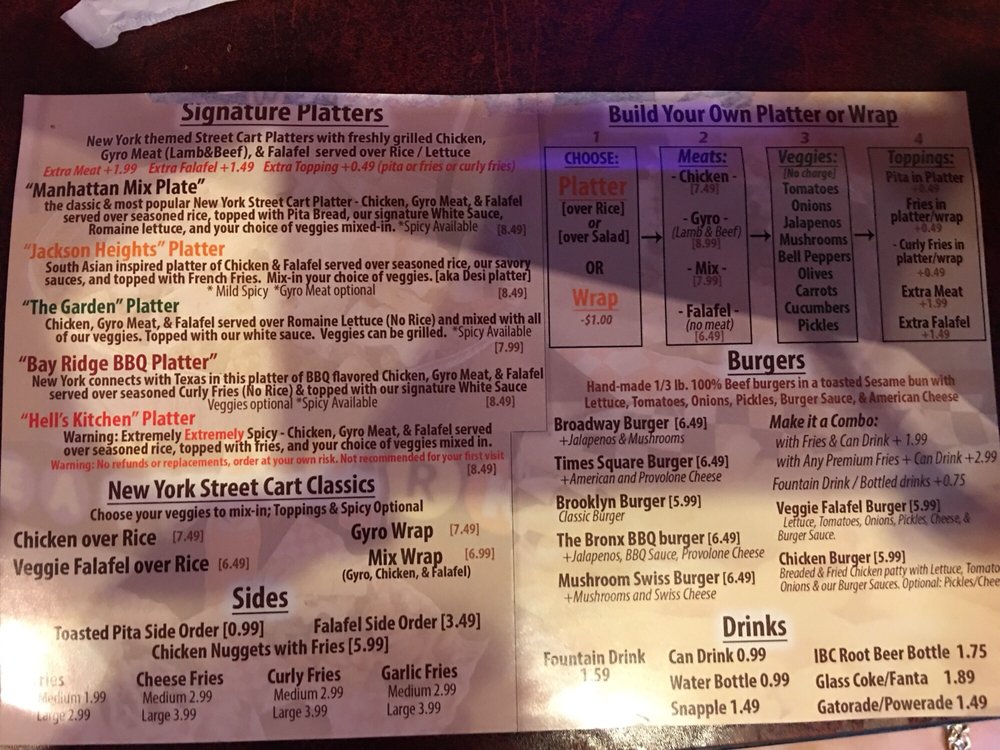 Signature Platters
New York themed Street Cart Platters with freshly grilled Chicken,
Gyro Meat (Lamb&Beef), & Falafel served over Rice / Lettuce
Extra Meat +1.99 Extra Falafel +1.49 Extra Topping +0.49 (pita or fries or curly fries)
"Manhattan Mix Plate"
the classic & most popular New York Street Cart Platter - Chicken, Gyro Meat, & Falafel
served over seasoned rice, topped with Pita Bread, our signature White Sauce,
Romaine lettuce, and your choice of veggies mixed-in. *Spicy Available [8.49]
"Jackson Heights" Platter
South Asian inspired platter of Chicken & Falafel served over seasoned rice, our savory
sauces, and topped with French Fries. Mix-in your choice of veggies. [aka Desi platter]
* Mild Spicy *Gyro Meat optional [8.49]
"The Garden" Platter
Chicken, Gyro Meat, & Falafel served over Romaine Lettuce (No Rice) and mixed with all
of our veggies. Topped with our white sauce. Veggies can be grilled. *Spicy Available
[7.99]
"Bay Ridge BBQ Platter"
New York connects with Texas in this platter of BBQ flavored Chicken, Gyro Meat, & Falafel
served over seasoned Curly Fries (No Rice) & topped with our signature White Sauce
Veggies optional *Spicy Available [8.49]
"Hell's Kitchen" Platter
Warning: Extremely Extremely Spicy - Chicken, Gyro Meat, & Falafel served
over seasoned rice, topped with fries, and your choice of veggies mixed in.
Warning: No refunds or replacements, order at your own risk. Not recommended for your first visit
[8.49]
New York Street Cart Classics
Choose your veggies to mix-in; Toppings & Spicy Optional
Chicken over Rice [7.49]
Veggie Falafel over Rice [6.49]
Gyro Wrap [7.49]
Mix Wrap [6.99]
(Gyro, Chicken, & Falafel)
Sides
Toasted Pita Side Order [0.99]
Falafel Side Order [3.49]
Chicken Nuggets with Fries [5.99]
ries
Medium 1.99
Large 2.99
Cheese Fries
Medium 2.99
Large 3.99
Curly Fries
Medium 2.99
Large 3.99
Garlic Fries
Medium 2.99
Large 3.99
Build Your Own Platter or Wrap
1
CHOOSE:
Platter
[over Rice]
or
[over Salad]
OR
Wrap
-$1.00
2
Meats:
- Chicken -
[7.49]
- Gyro -
(Lamb & Beef)
[8.99]
- Mix -
[7.99]
- Falafel -
(no meat)
[6.49]
3
Veggies:
[No charge]
Tomatoes
Onions
Jalapenos
Mushrooms
Bell Peppers
Olives
Carrots
Cucumbers
Pickles
4
Toppings:
Pita in Platter
+0.49
Fries in
platter/wrap
+0.49
- Curly Fries in
platter/wrap
+0.49
Extra Meat
+1.99
Extra Falafel
+1.49
Burgers
Hand-made 1/3 lb. 100% Beef burgers in a toasted Sesame bun with
Lettuce, Tomatoes, Onions, Pickles, Burger Sauce, & American Cheese
Broadway Burger [6.49]
+Jalapenos & Mushrooms
Times Square Burger [6.49]
+American and Provolone Cheese
Brooklyn Burger [5.99]
Classic Burger
The Bronx BBQ burger [6.49]
+Jalapenos, BBQ Sauce, Provolone Cheese
Mushroom Swiss Burger [6.49]
+Mushrooms and Swiss Cheese
Make it a Combo:
with Fries & Can Drink + 1.99
with Any Premium Fries + Can Drink +2.99
Fountain Drink / Bottled drinks +0.75
Veggie Falafel Burger [5.99]
Lettuce, Tomatoes, Onions, Pickles, Cheese, &
Burger Sauce.
Chicken Burger [5.99]
Breaded & Fried Chicken patty with Lettuce, Tomato
Onions & our Burger Sauces. Optional: Pickles/Chee
Drinks
Fountain Drink
1.59
Can Drink 0.99
Water Bottle 0.99
Snapple 1.49
IBC Root Beer Bottle 1.75
Glass Coke/Fanta 1.89
Gatorade/Powerade 1.49